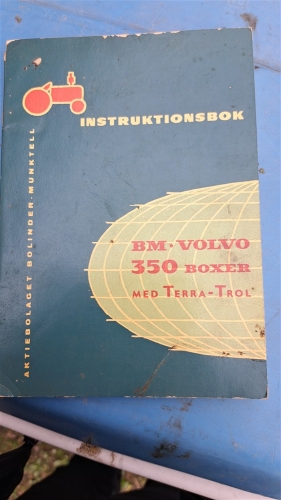 INSTRUKTIONSBOK
BM-VOLVO
350 BOXER
MED TERRA-TROL
AKTIEBOLAGET BOLINDER-MUNKTELL